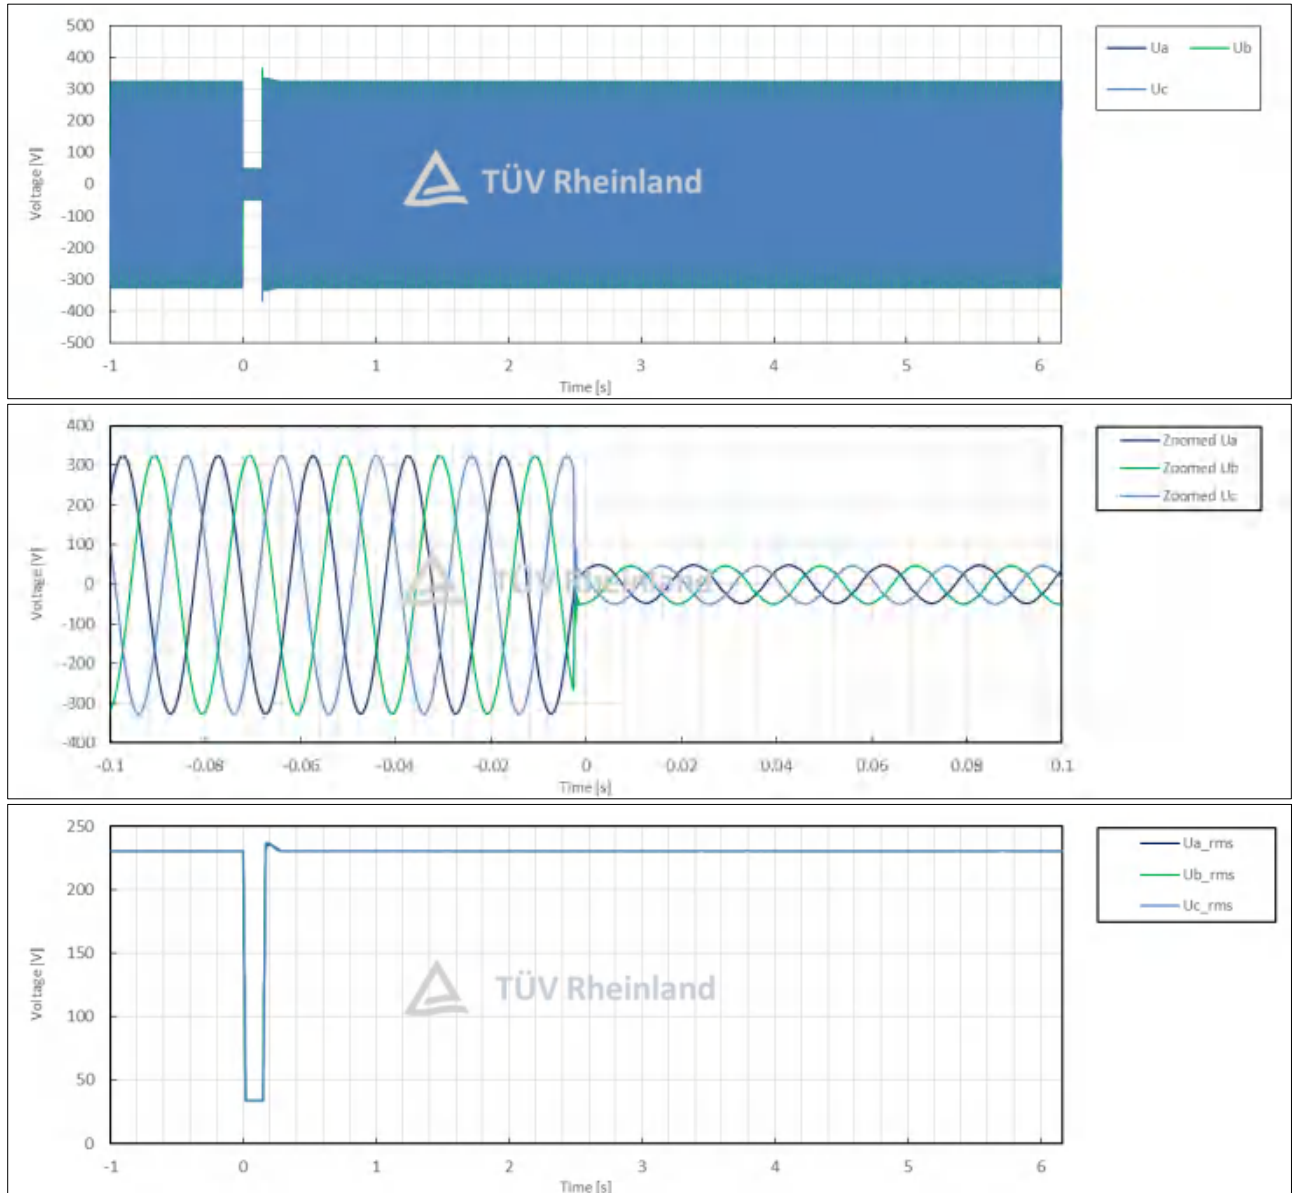 500
400
300
200
100
0
-100
-200
-300
-400
-500
Voltage [V]
-1 0 1 2 3 4 5 6
Time [s]
Ua Ub
Uc
TÜV Rheinland
400
300
200
100
0
-100
-200
-300
-400
Voltage [V]
-0.1 -0.08 -0.06 -0.04 -0.02 0 0.02 0.04 0.06 0.08 0.1
Time [s]
Zoomed Ua
Zoomed Ub
Zoomed Uc
TÜV Rheinland
250
200
150
100
50
0
Voltage [V]
-1 0 1 2 3 4 5 6
Time [s]
Ua_rms
Ub_rms
Uc_rms
TÜV Rheinland